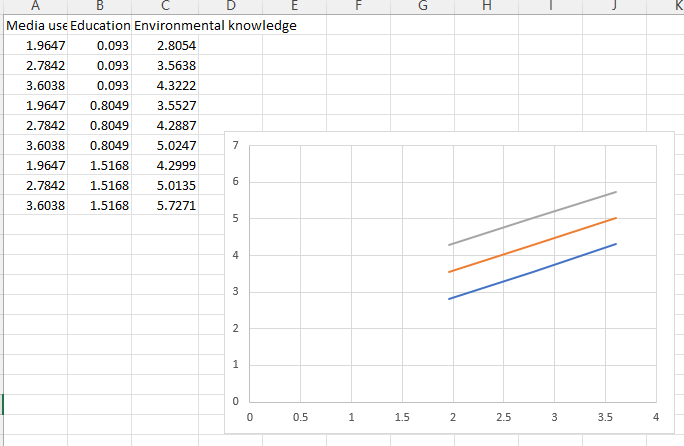 A B C D E F G H I J K
Media use Education Environmental knowledge
1.9647 0.093 2.8054
2.7842 0.093 3.5638
3.6038 0.093 4.3222
1.9647 0.8049 3.5527
2.7842 0.8049 4.2887
3.6038 0.8049 5.0247
1.9647 1.5168 4.2999
2.7842 1.5168 5.0135
3.6038 1.5168 5.7271
7
6
5
4
3
2
1
0
0 0.5 1 1.5 2 2.5 3 3.5 4